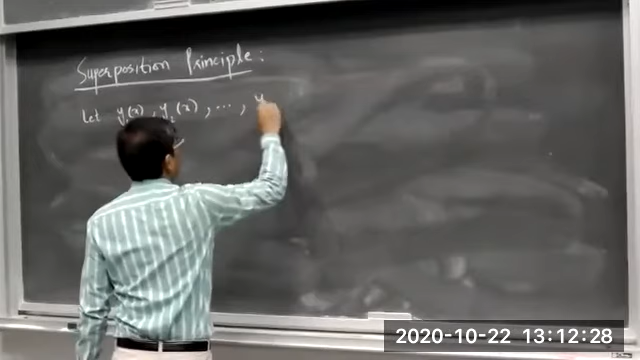 Superposition Principle:
Let y₁(x), y₂(x), ..., y
2020-10-22 13:12:28